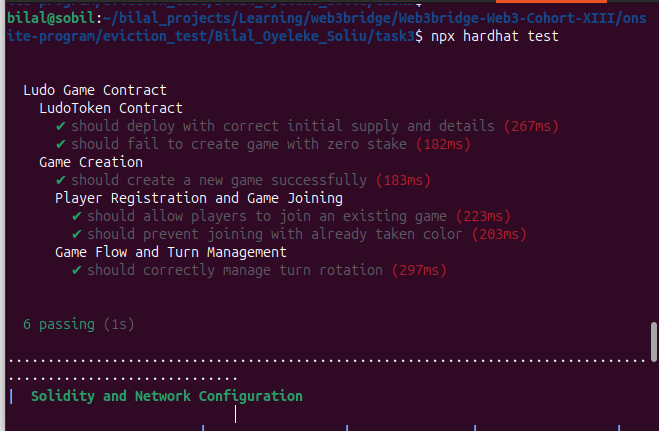 bilal@sobil:~/bilal_projects/Learning/web3bridge/Web3bridge-Web3-Cohort-XIII/ons
ite-program/eviction_test/Bilal_Oyeleke_Soliu/task3$ npx hardhat test
Ludo Game Contract
LudoToken Contract
✔ should deploy with correct initial supply and details (267ms)
✔ should fail to create game with zero stake (182ms)
Game Creation
✔ should create a new game successfully (183ms)
Player Registration and Game Joining
✔ should allow players to join an existing game (223ms)
✔ should prevent joining with already taken color (203ms)
Game Flow and Turn Management
✔ should correctly manage turn rotation (297ms)
6 passing (1s)
················································································
·····························
| Solidity and Network Configuration